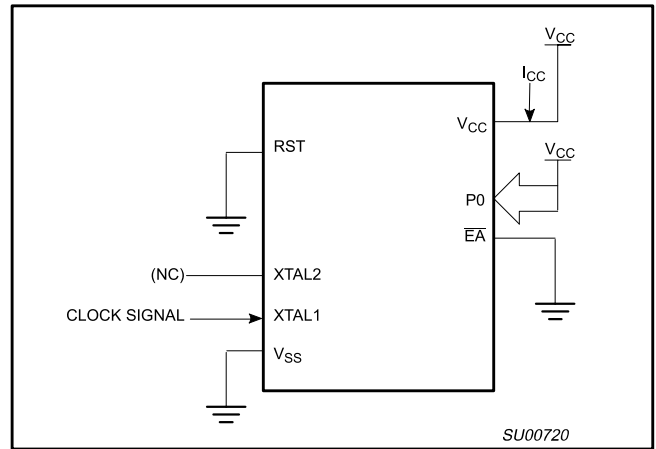 VCC
ICC
VCC
RST
VCC
P0
EA
(NC)
XTAL2
CLOCK SIGNAL
XTAL1
VSS
SU00720